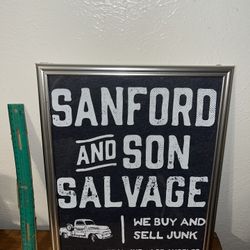 SANFORD
AND SON
SALVAGE
WE BUY AND
SELL JUNK